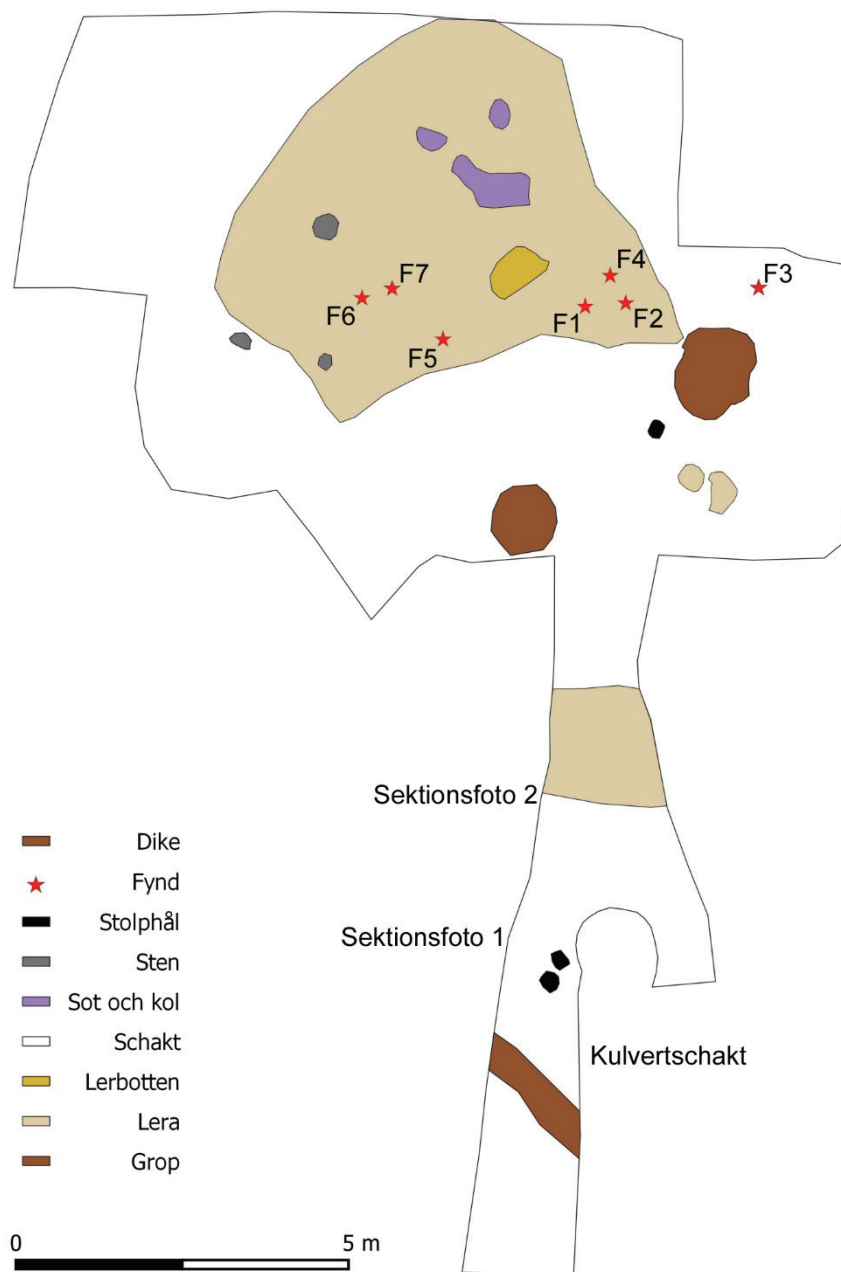 F4
F7
F3
F6
F1
F2
F5
Sektionsfoto 2
Sektionsfoto 1
Kulvertschakt
Dike
Fynd
Stolphål
Sten
Sot och kol
Schakt
Lerbotten
Lera
Grop
0 5 m